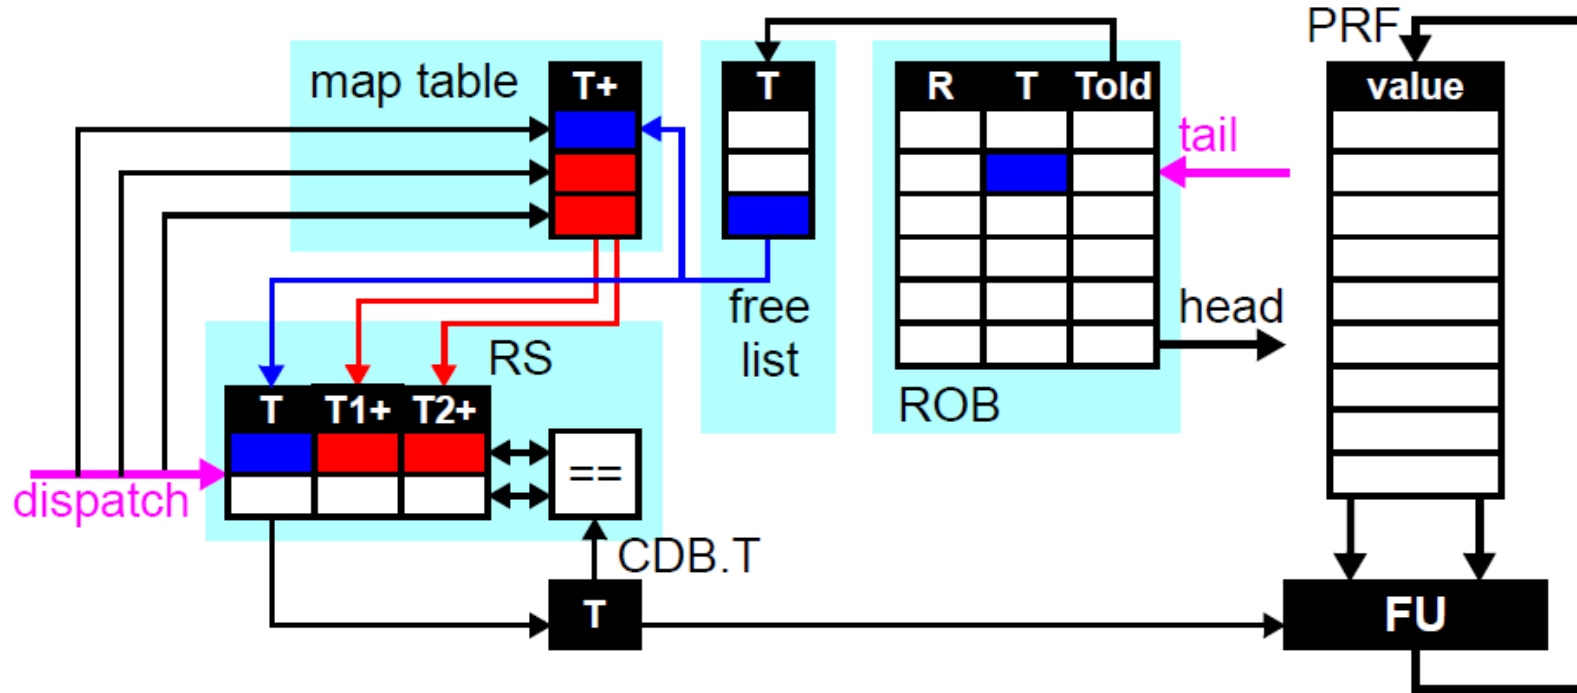 PRF
map table
T+
T
R T Told
value
tail
free
list
head
RS
ROB
T T1+ T2+
==
dispatch
CDB.T
T
FU